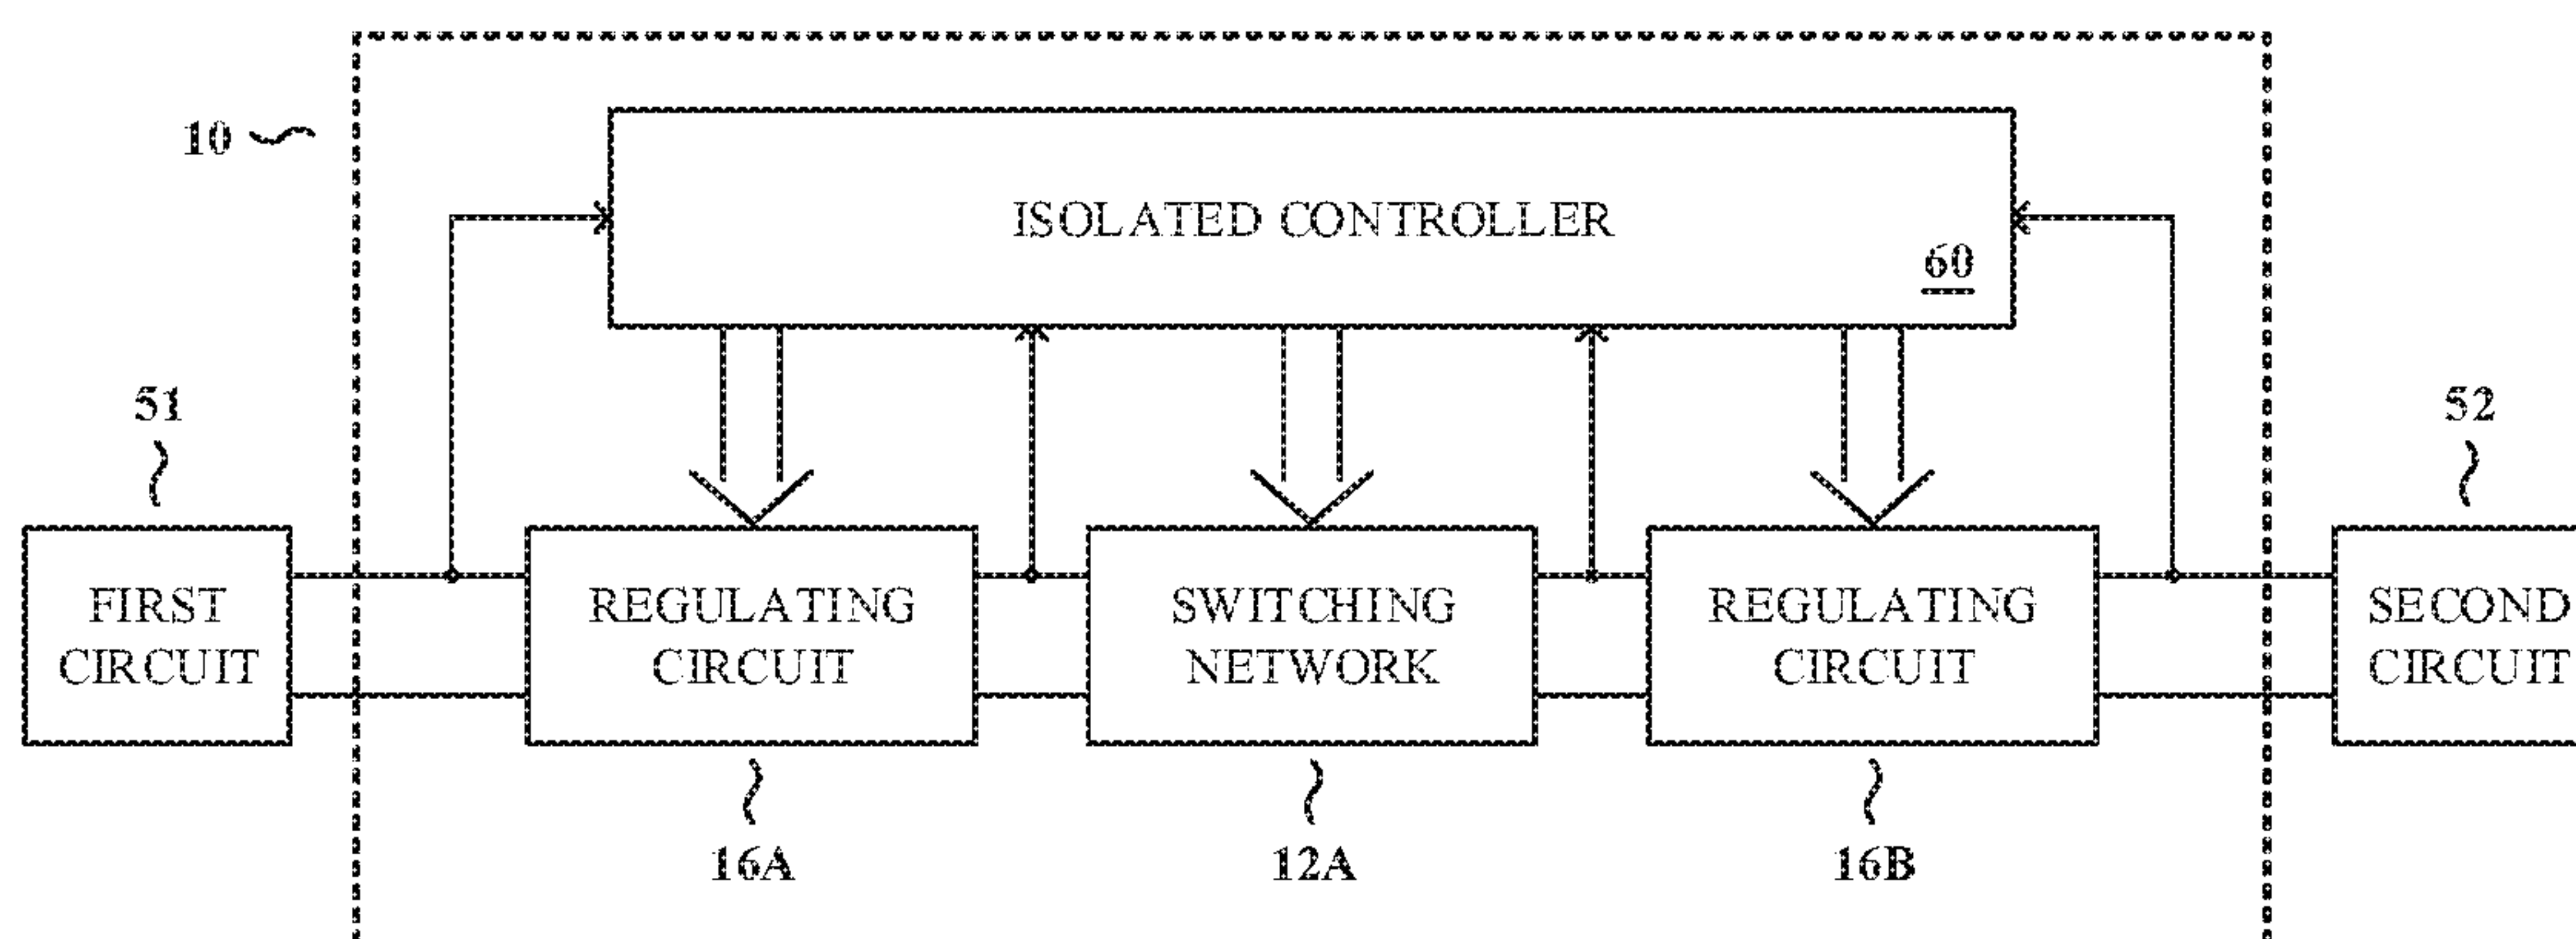 10
ISOLATED CONTROLLER
60
51
52
FIRST
CIRCUIT
REGULATING
CIRCUIT
SWITCHING
NETWORK
REGULATING
CIRCUIT
SECOND
CIRCUIT
16A
12A
16B